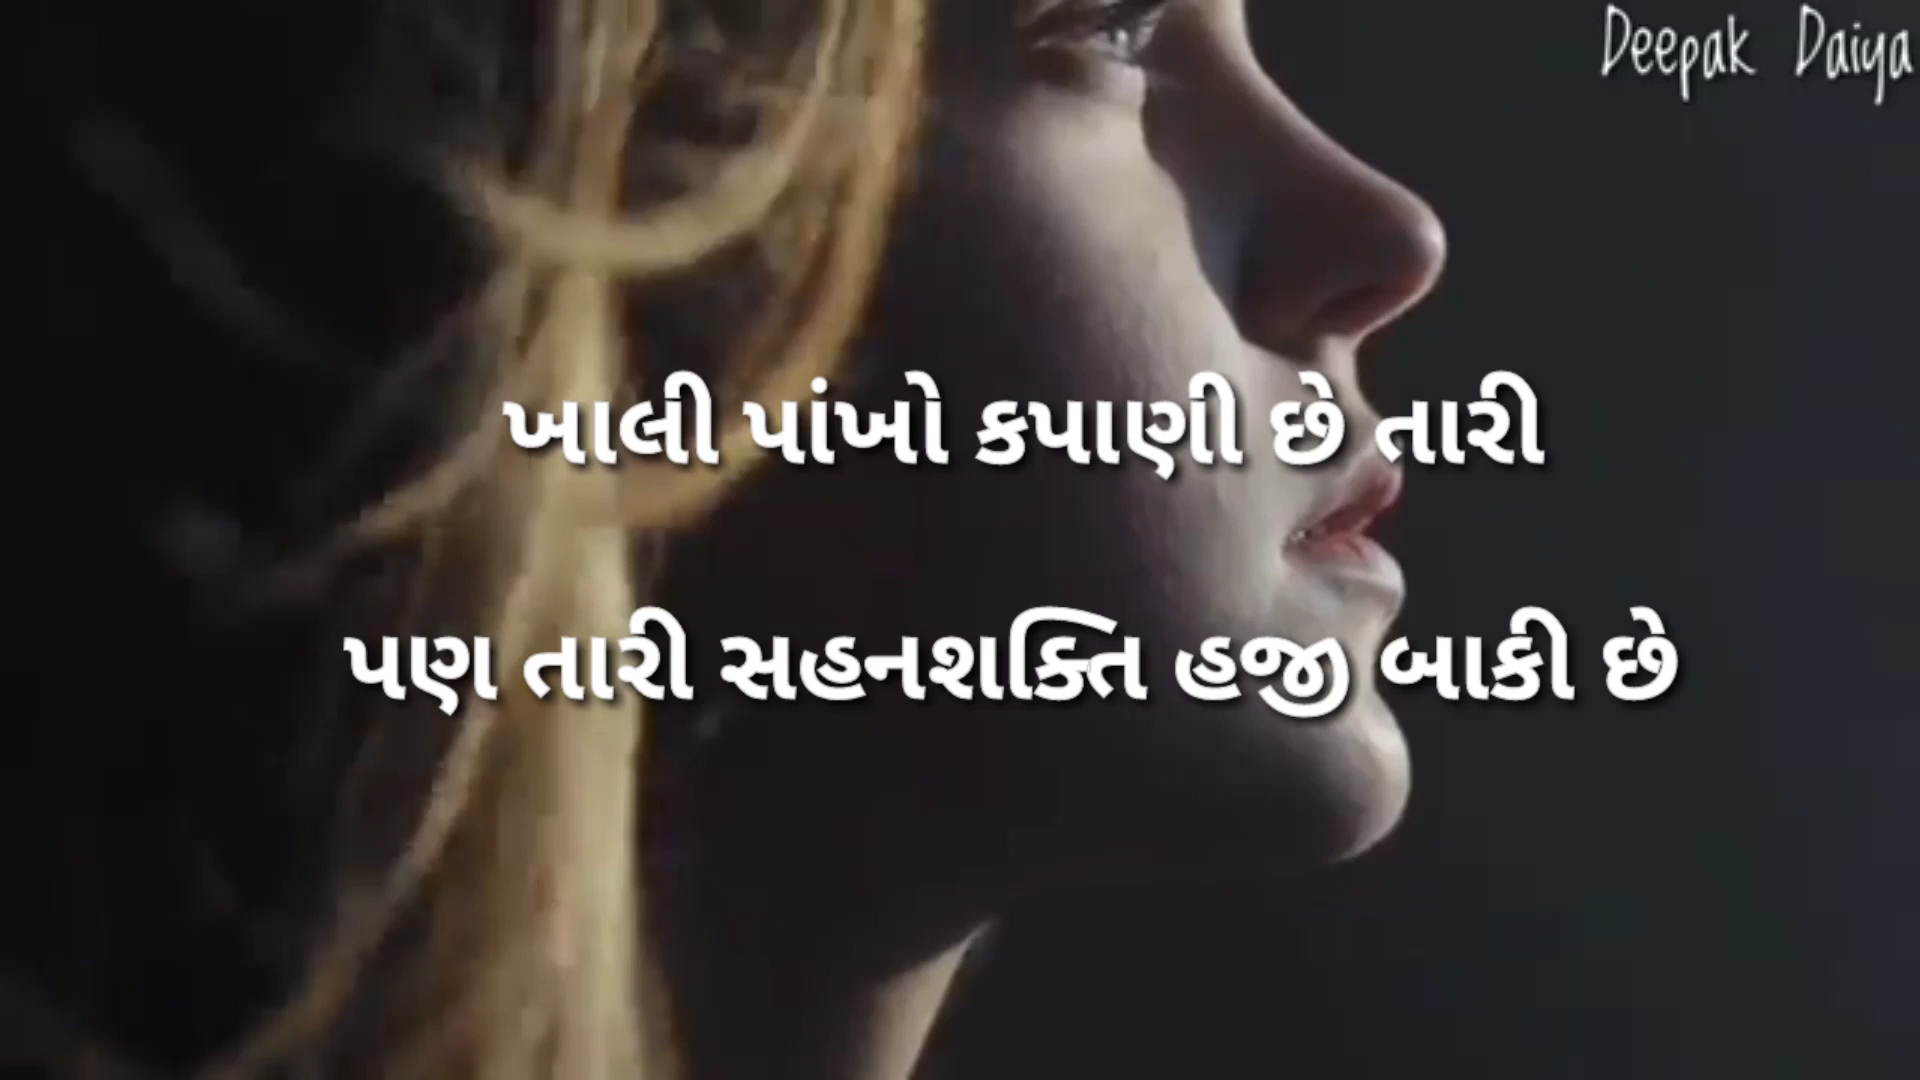 Deepak Daiya
ખાલી પાંખો કપાણી છે તારી
પણ તારી સહનશક્તિ હજી બાકી છે